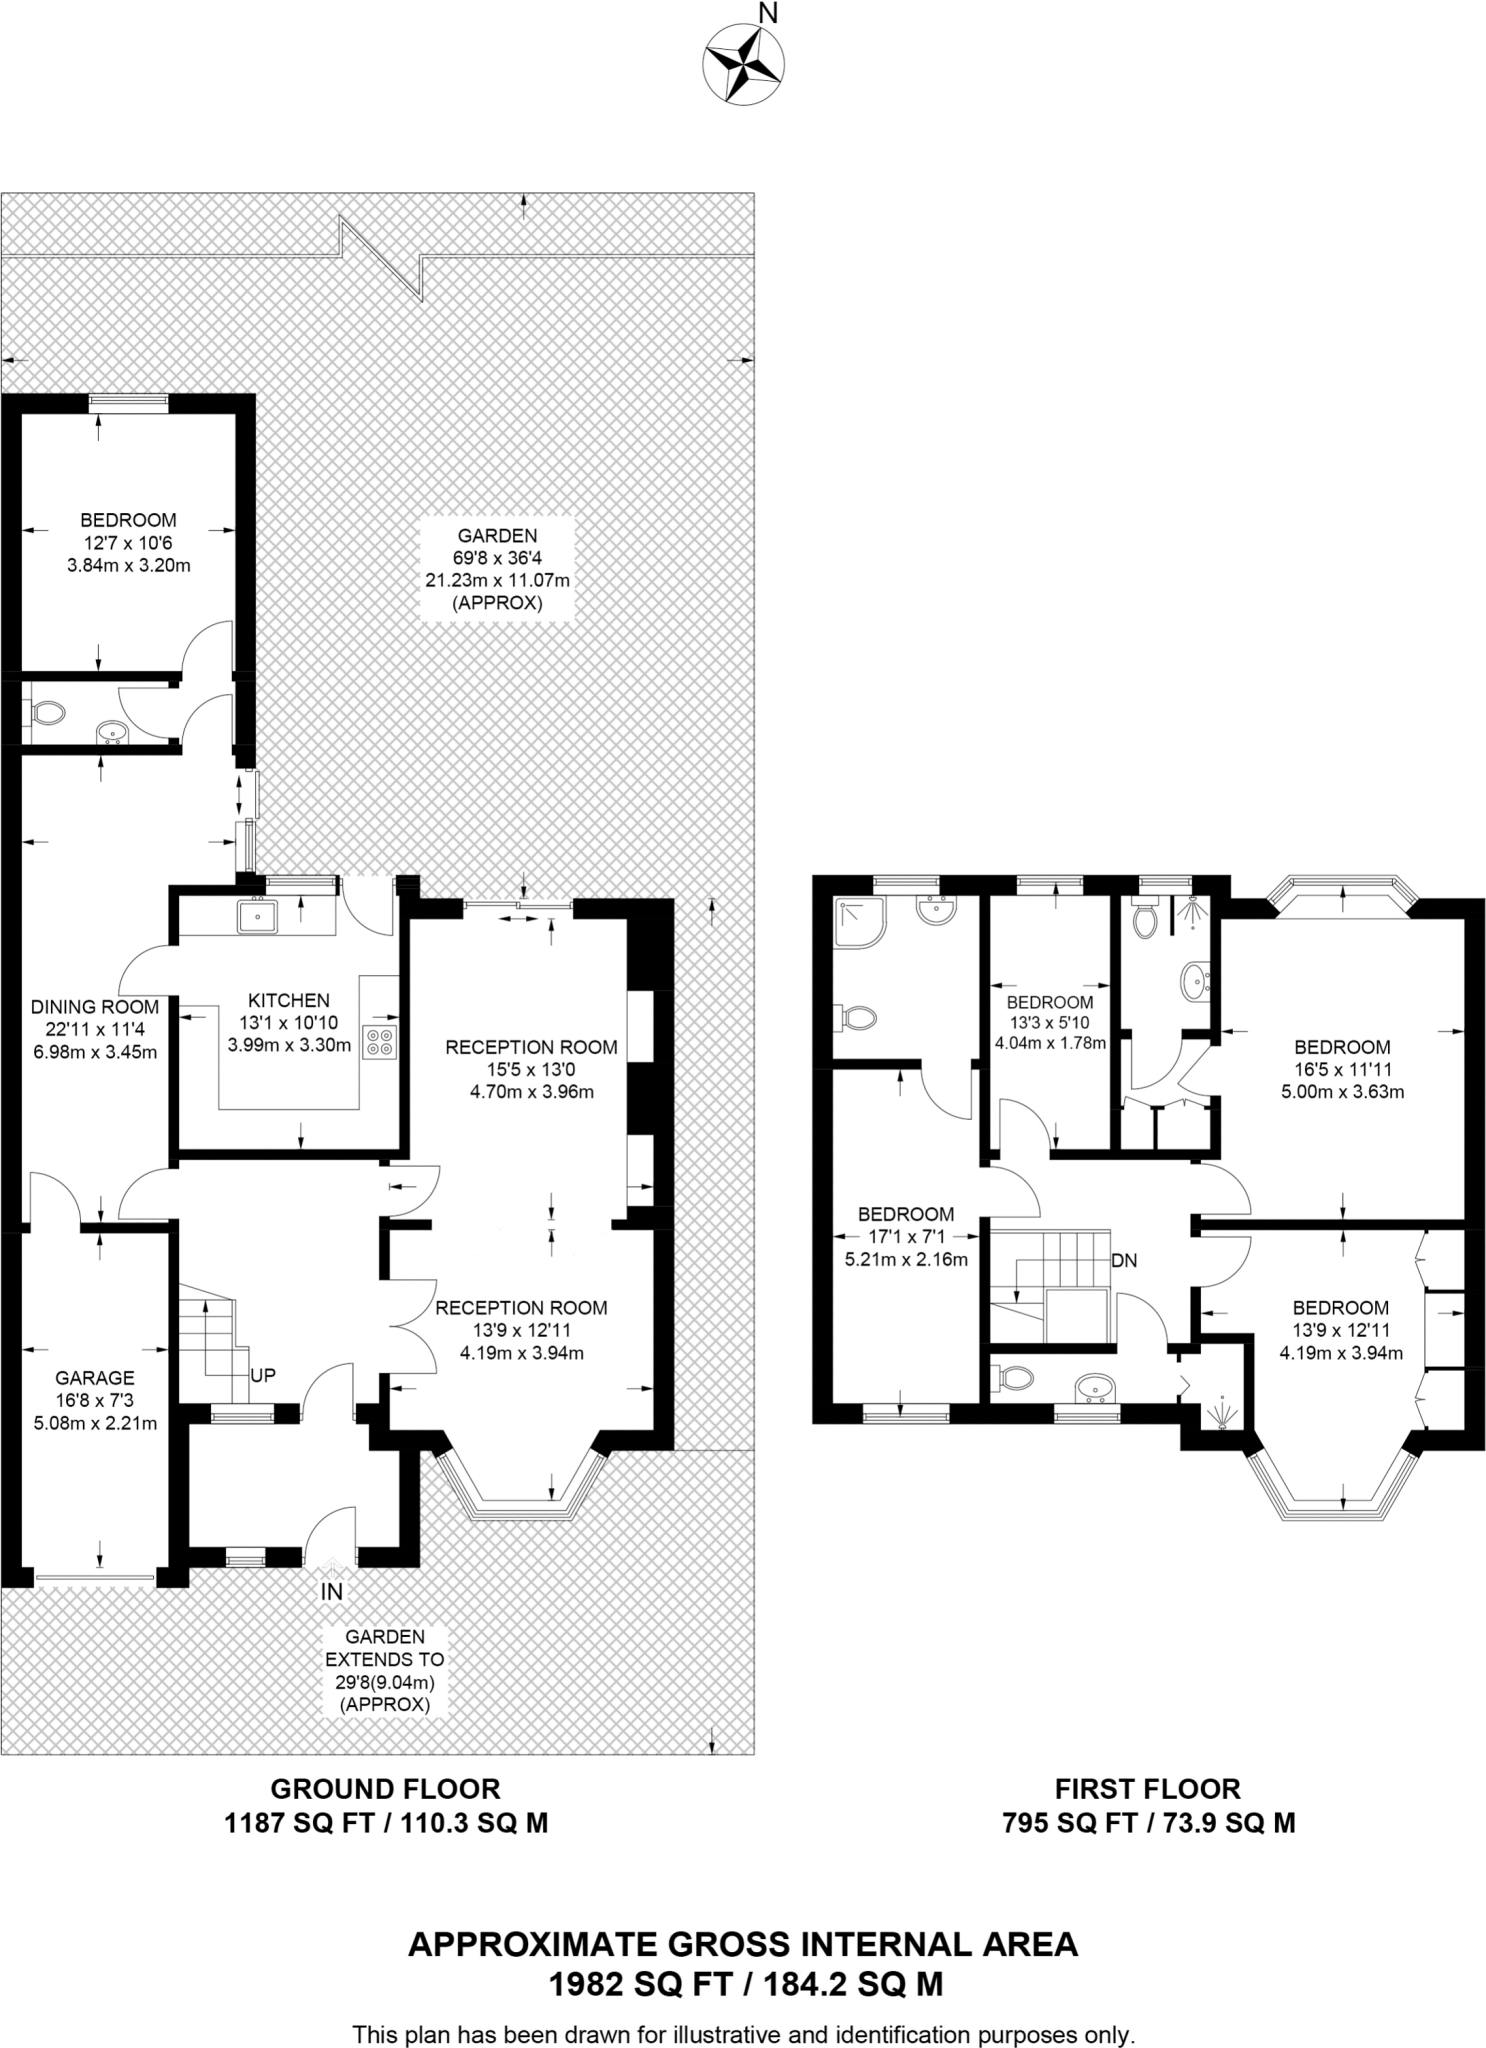 N
BEDROOM
12'7 x 10'6
3.84m x 3.20m
GARDEN
69'8 x 36'4
21.23m x 11.07m
(APPROX)
DINING ROOM
22'11 x 11'4
6.98m x 3.45m
KITCHEN
13'1 x 10'10
3.99m x 3.30m
RECEPTION ROOM
15'5 x 13'0
4.70m x 3.96m
RECEPTION ROOM
13'9 x 12'11
4.19m x 3.94m
GARAGE
16'8 x 7'3
5.08m x 2.21m
UP
IN
GARDEN
EXTENDS TO
29'8(9.04m)
(APPROX)
BEDROOM
13'3 x 5'10
4.04m x 1.78m
BEDROOM
16'5 x 11'11
5.00m x 3.63m
BEDROOM
17'1 x 7'1
5.21m x 2.16m
DN
BEDROOM
13'9 x 12'11
4.19m x 3.94m
GROUND FLOOR
1187 SQ FT / 110.3 SQ M
FIRST FLOOR
795 SQ FT / 73.9 SQ M
APPROXIMATE GROSS INTERNAL AREA
1982 SQ FT / 184.2 SQ M
This plan has been drawn for illustrative and identification purposes only.